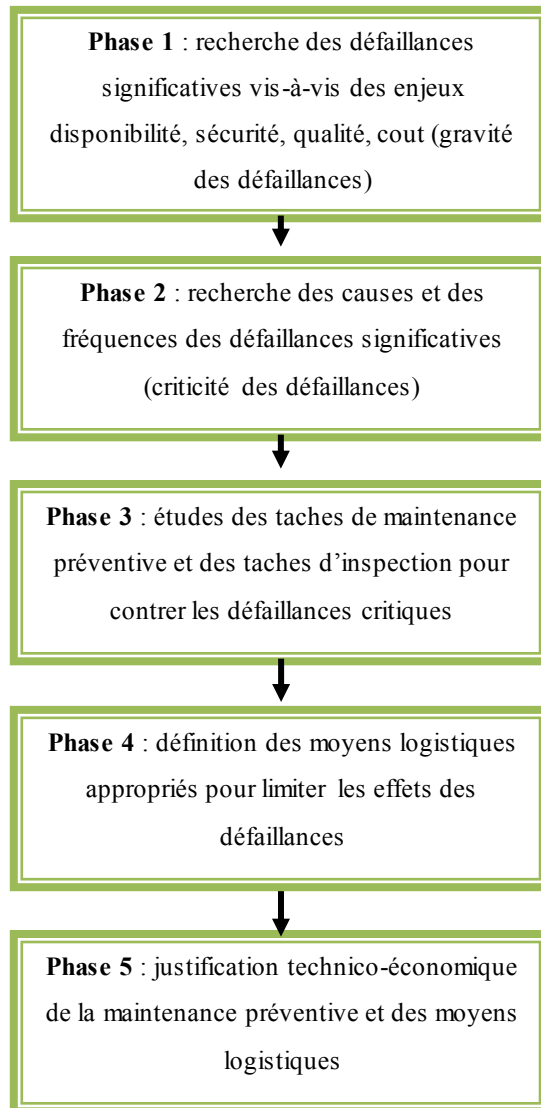 Phase 1 : recherche des défaillances
significatives vis-à-vis des enjeux
disponibilité, sécurité, qualité, cout (gravité
des défaillances)
Phase 2 : recherche des causes et des
fréquences des défaillances significatives
(criticité des défaillances)
Phase 3 : études des taches de maintenance
préventive et des taches d’inspection pour
contrer les défaillances critiques
Phase 4 : définition des moyens logistiques
appropriés pour limiter les effets des
défaillances
Phase 5 : justification technico-économique
de la maintenance préventive et des moyens
logistiques